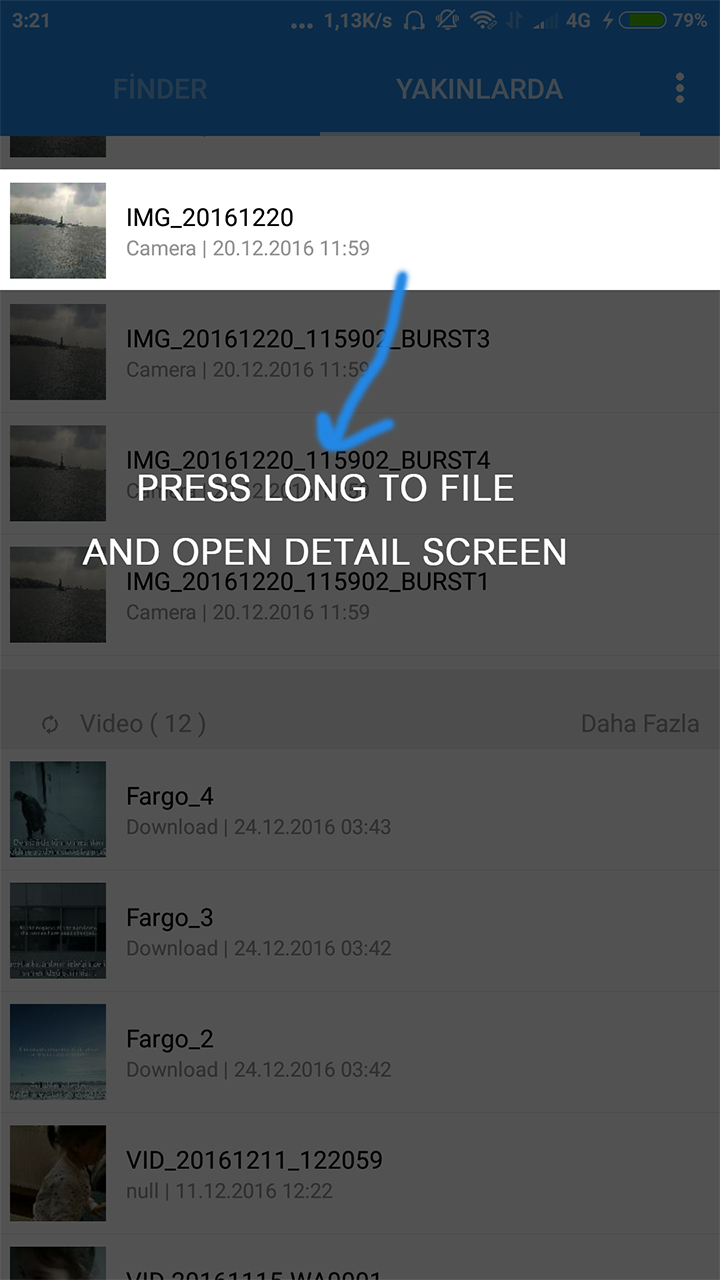 3:21 ... 1,13K/s 4G 79%
FİNDER YAKINLARDA
IMG_20161220
Camera | 20.12.2016 11:59
IMG_20161220_115902_BURST3
Camera | 20.12.2016 11:59
IMG_20161220_115902_BURST4
PRESS LONG TO FILE
AND OPEN DETAIL SCREEN
IMG_20161220_115902_BURST1
Camera | 20.12.2016 11:59
Video ( 12 ) Daha Fazla
Fargo_4
Download | 24.12.2016 03:43
Fargo_3
Download | 24.12.2016 03:42
Fargo_2
Download | 24.12.2016 03:42
VID_20161211_122059
null | 11.12.2016 12:22